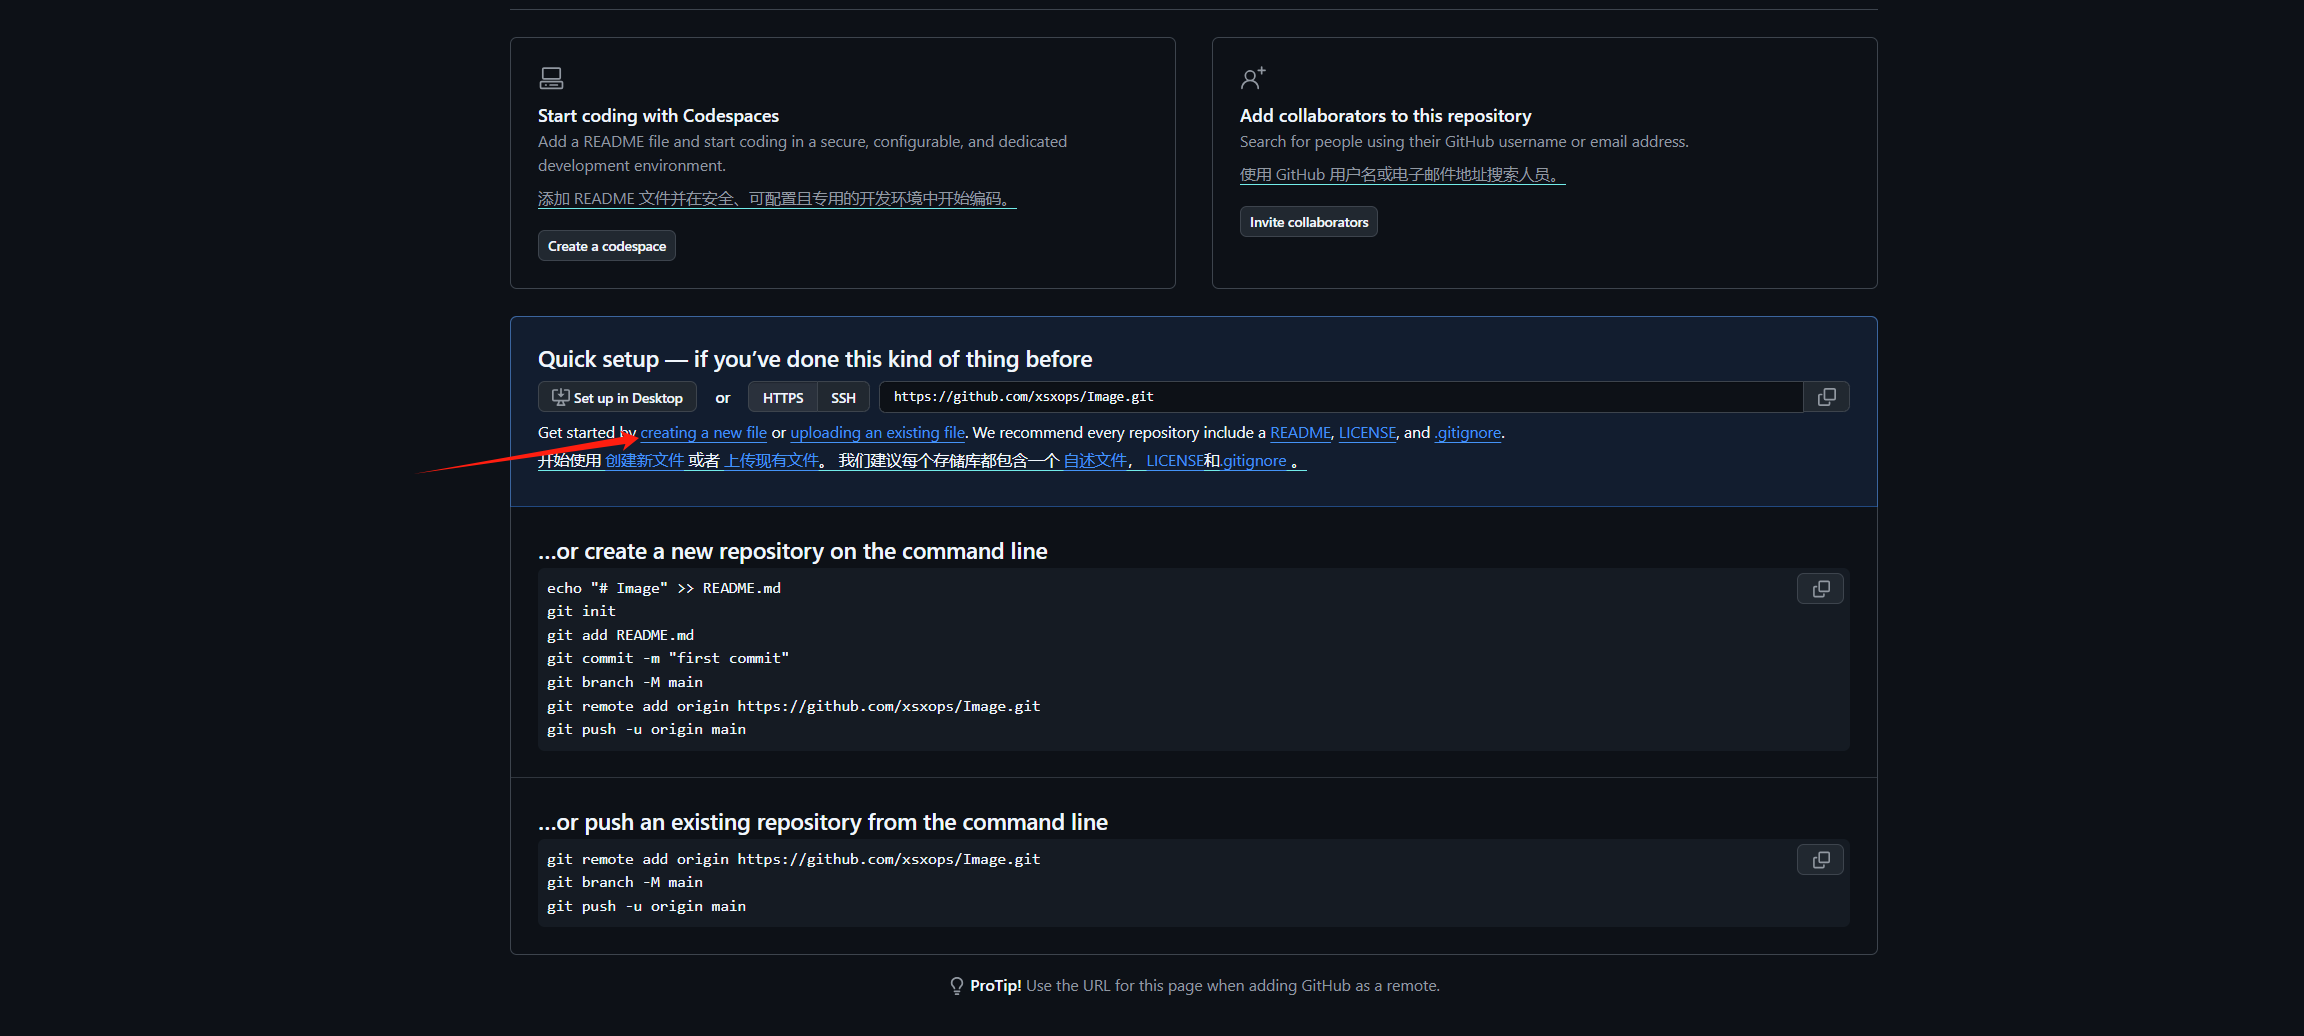 Start coding with Codespaces
Add a README file and start coding in a secure, configurable, and dedicated
development environment.
添加 README 文件并在安全、可配置且专用的开发环境中开始编码。
Create a codespace
Add collaborators to this repository
Search for people using their GitHub username or email address.
使用 GitHub 用户名或电子邮件地址搜索人员。
Invite collaborators
Quick setup — if you’ve done this kind of thing before
Set up in Desktop or HTTPS SSH https://github.com/xsxops/Image.git
Get started by creating a new file or uploading an existing file. We recommend every repository include a README, LICENSE, and .gitignore.
开始使用 创建新文件 或者 上传现有文件。 我们建议每个存储库都包含一个 自述文件， LICENSE和.gitignore 。
…or create a new repository on the command line
echo "# Image" >> README.md
git init
git add README.md
git commit -m "first commit"
git branch -M main
git remote add origin https://github.com/xsxops/Image.git
git push -u origin main
…or push an existing repository from the command line
git remote add origin https://github.com/xsxops/Image.git
git branch -M main
git push -u origin main
ProTip! Use the URL for this page when adding GitHub as a remote.